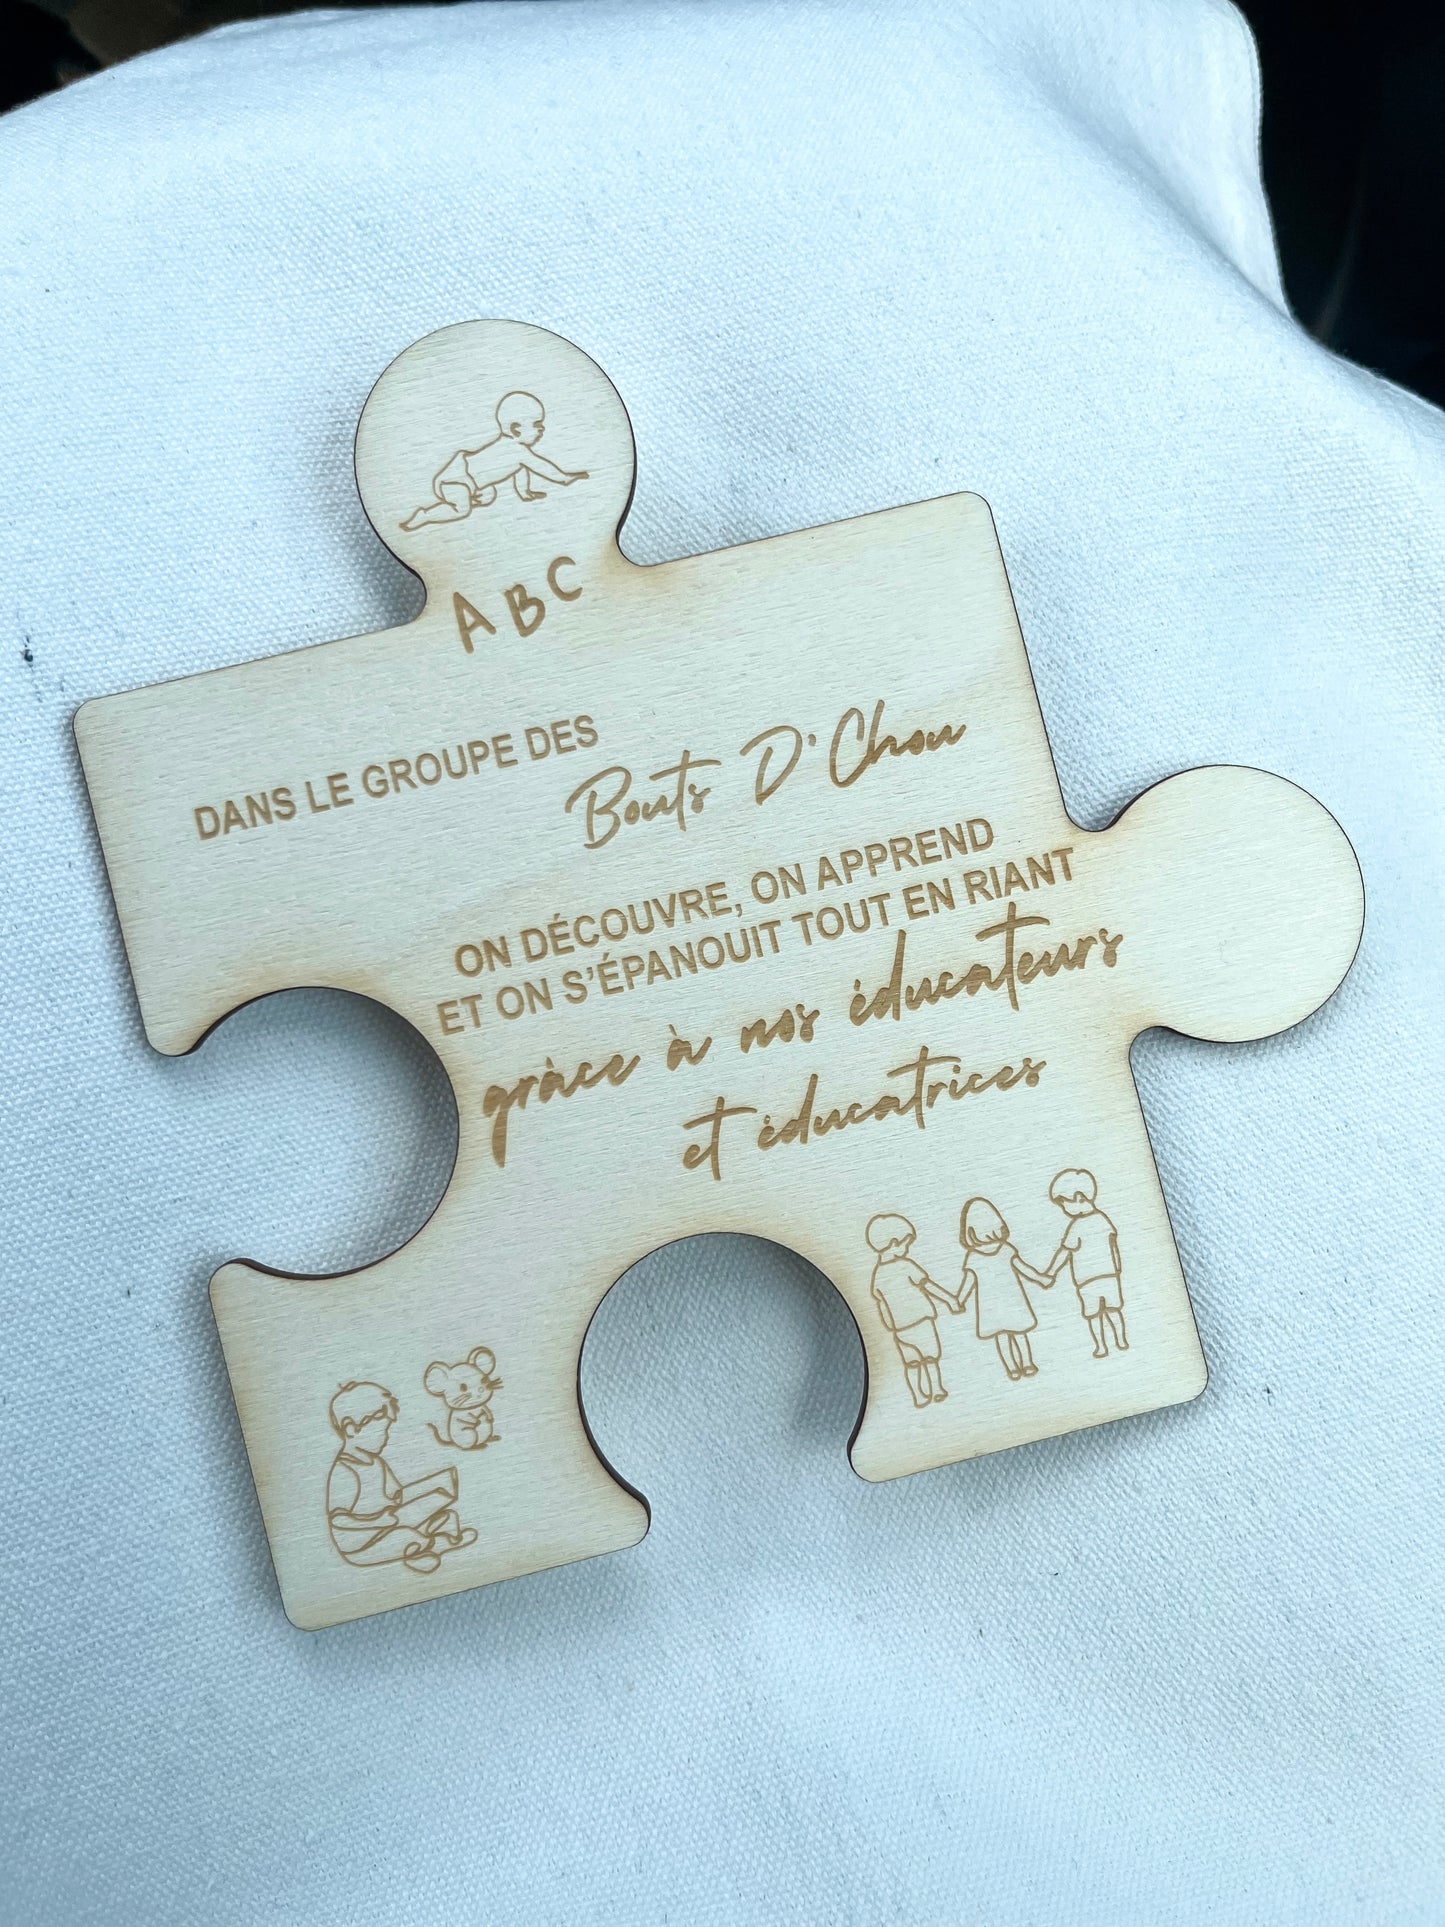 A B C
DANS LE GROUPE DES
Bouts D'Chou
ON DÉCOUVRE, ON APPREND
ET ON S'ÉPANOUIT TOUT EN RIANT
grâce à nos éducateurs
et éducatrices